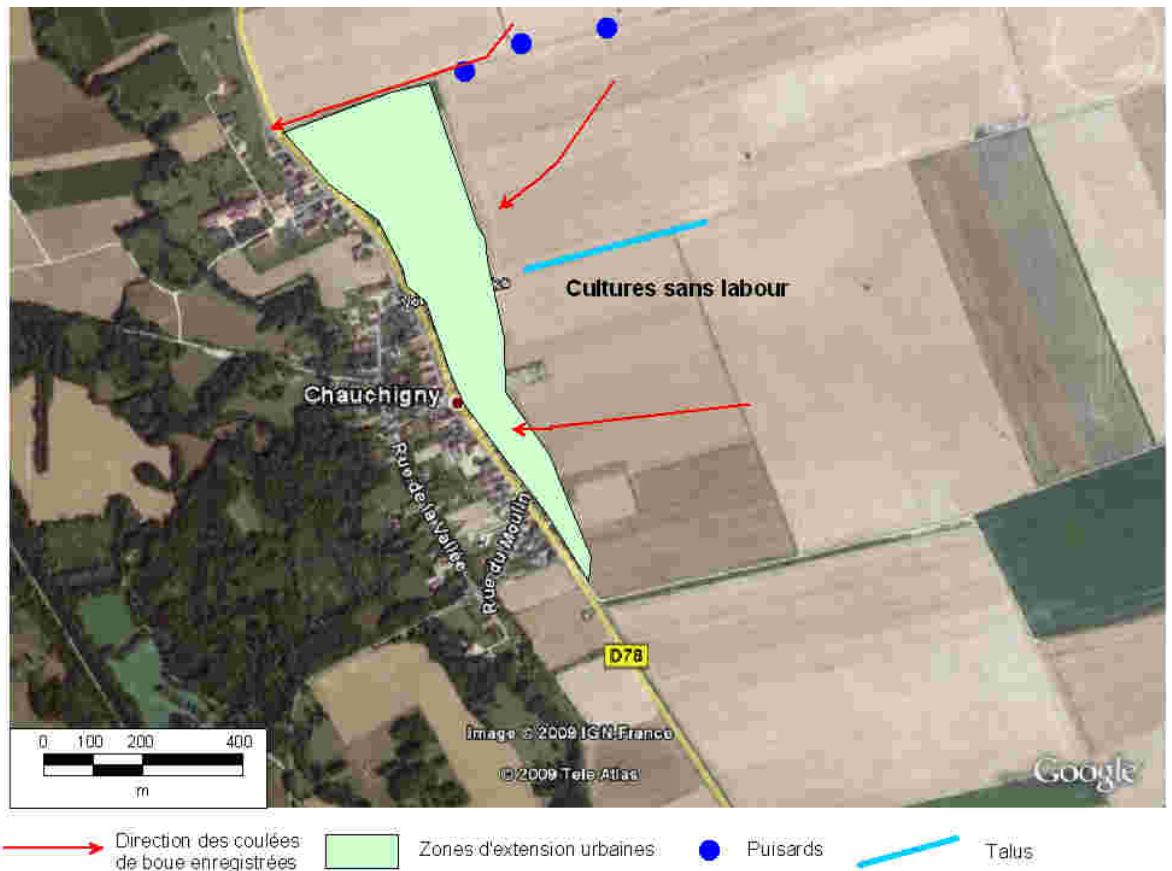 Cultures sans labour
Chauchigny
Rue de la Vallée
Rue du Moulin
D78
Image © 2009 IGN France
© 2009 Tele Atlas
Google
0 100 200 400
m
Direction des coulées
de boue enregistrées
Zones d'extension urbaines
Puisards
Talus